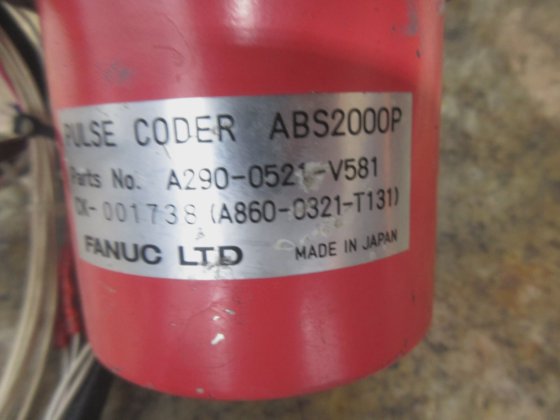 PULSE CODER ABS2000P
Parts No. A290-0521-V581
CK-001738 (A860-0321-T131)
FANUC LTD MADE IN JAPAN